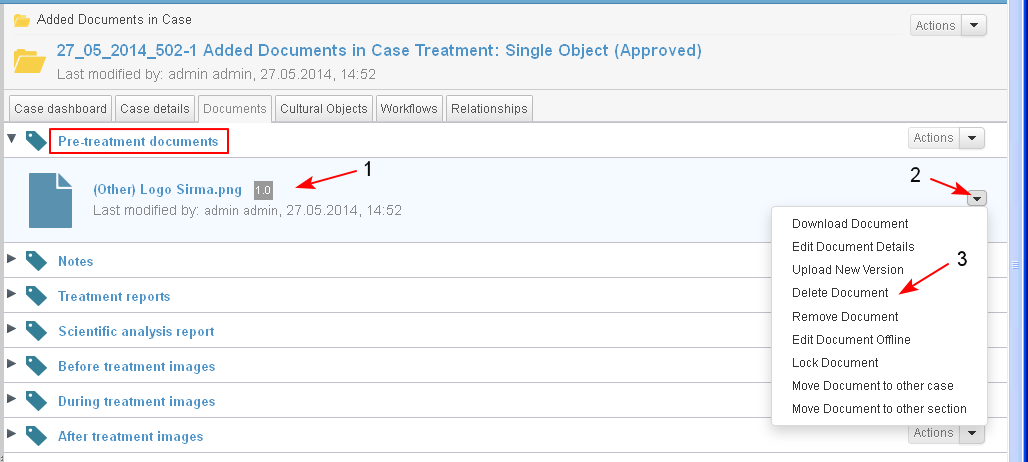 Added Documents in Case
Actions
27_05_2014_502-1 Added Documents in Case Treatment: Single Object (Approved)
Last modified by: admin admin, 27.05.2014, 14:52
Case dashboard Case details Documents Cultural Objects Workflows Relationships
Pre-treatment documents
Actions
1
2
(Other) Logo Sirma.png 1.0
Last modified by: admin admin, 27.05.2014, 14:52
Download Document
Edit Document Details
Upload New Version
3
Delete Document
Remove Document
Edit Document Offline
Lock Document
Move Document to other case
Move Document to other section
Notes
Treatment reports
Scientific analysis report
Before treatment images
During treatment images
After treatment images
Actions